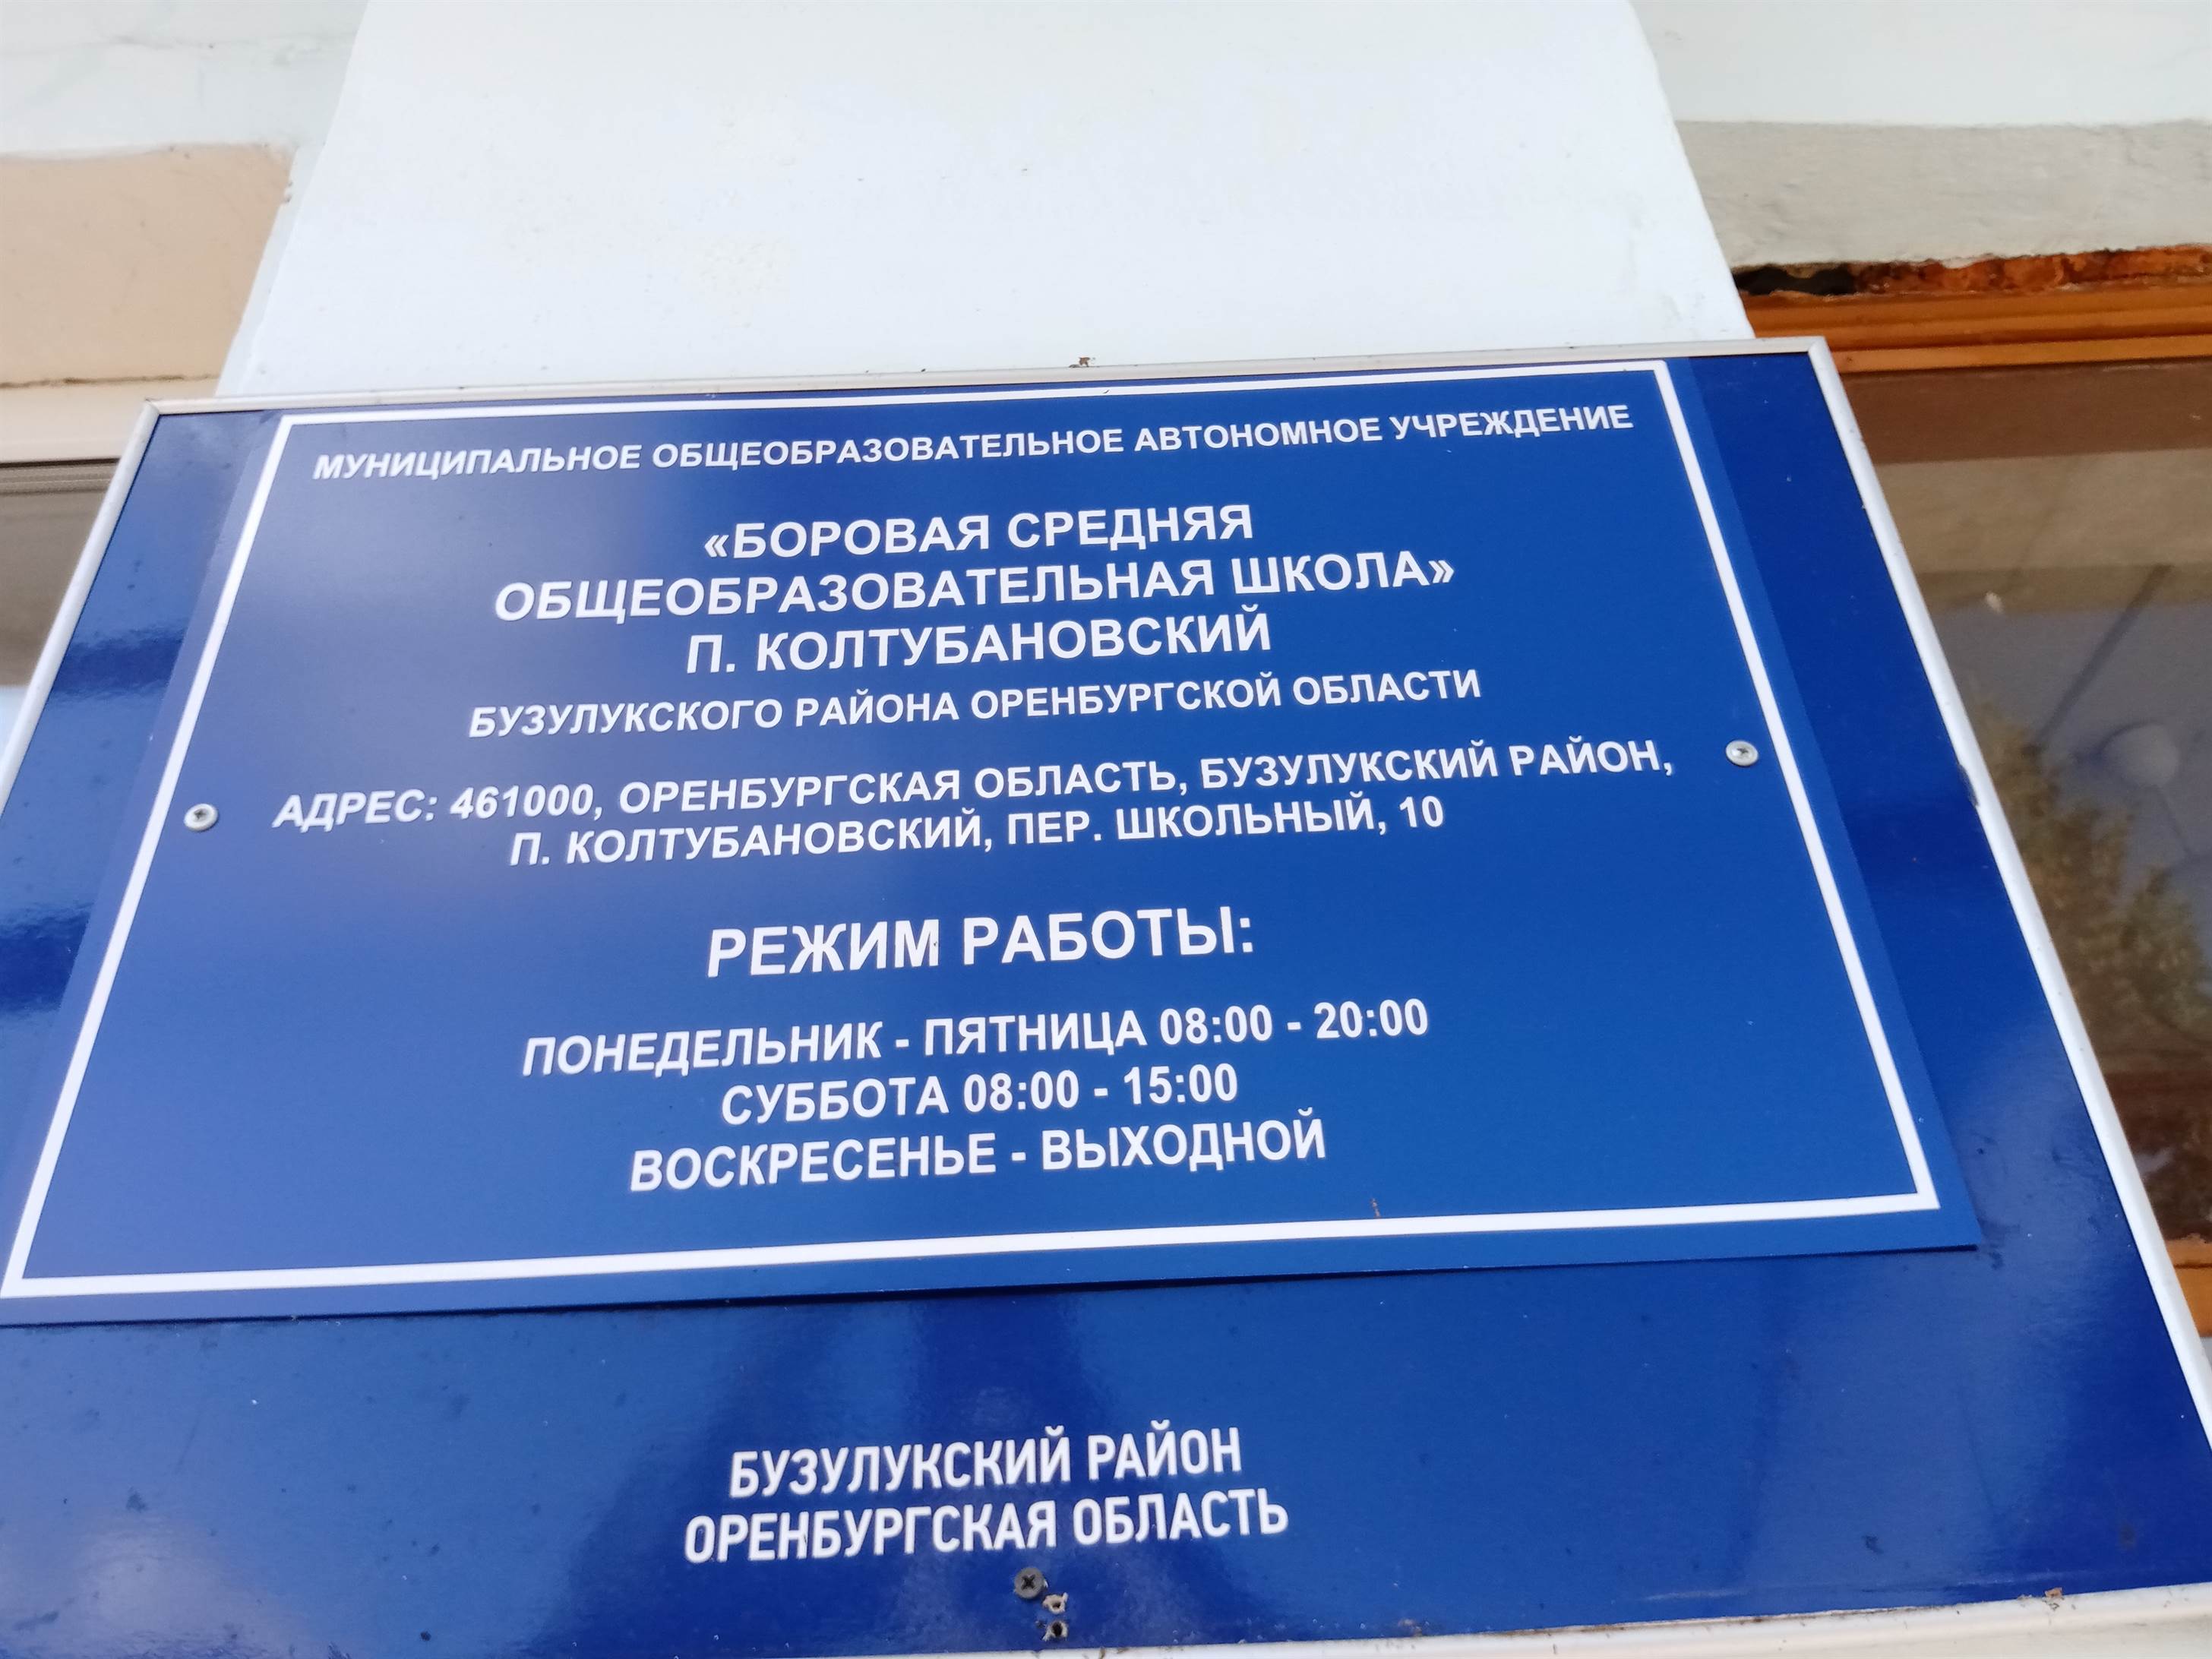 МУНИЦИПАЛЬНОЕ ОБЩЕОБРАЗОВАТЕЛЬНОЕ АВТОНОМНОЕ УЧРЕЖДЕНИЕ
«БОРОВАЯ СРЕДНЯЯ
ОБЩЕОБРАЗОВАТЕЛЬНАЯ ШКОЛА»
П. КОЛТУБАНОВСКИЙ
БУЗУЛУКСКОГО РАЙОНА ОРЕНБУРГСКОЙ ОБЛАСТИ
АДРЕС: 461000, ОРЕНБУРГСКАЯ ОБЛАСТЬ, БУЗУЛУКСКИЙ РАЙОН,
П. КОЛТУБАНОВСКИЙ, ПЕР. ШКОЛЬНЫЙ, 10
РЕЖИМ РАБОТЫ:
ПОНЕДЕЛЬНИК - ПЯТНИЦА 08:00 - 20:00
СУББОТА 08:00 - 15:00
ВОСКРЕСЕНЬЕ - ВЫХОДНОЙ
БУЗУЛУКСКИЙ РАЙОН
ОРЕНБУРГСКАЯ ОБЛАСТЬ